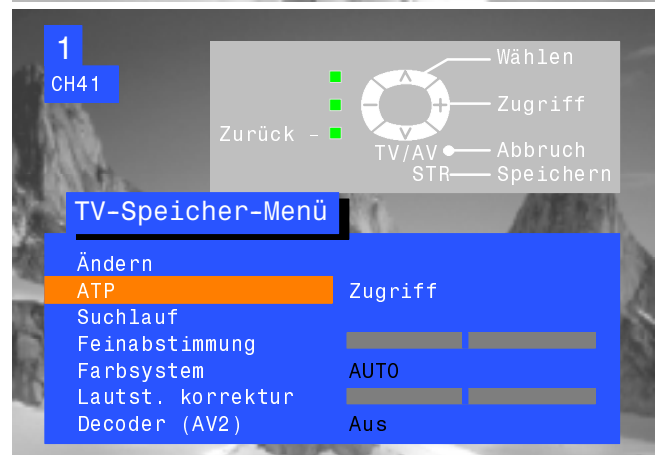 1
CH41
Wählen
Zugriff
Zurück -
TV/AV
Abbruch
STR
Speichern
TV-Speicher-Menü
Ändern
ATP Zugriff
Suchlauf
Feinabstimmung
Farbsystem AUTO
Lautst. korrektur
Decoder (AV2) Aus